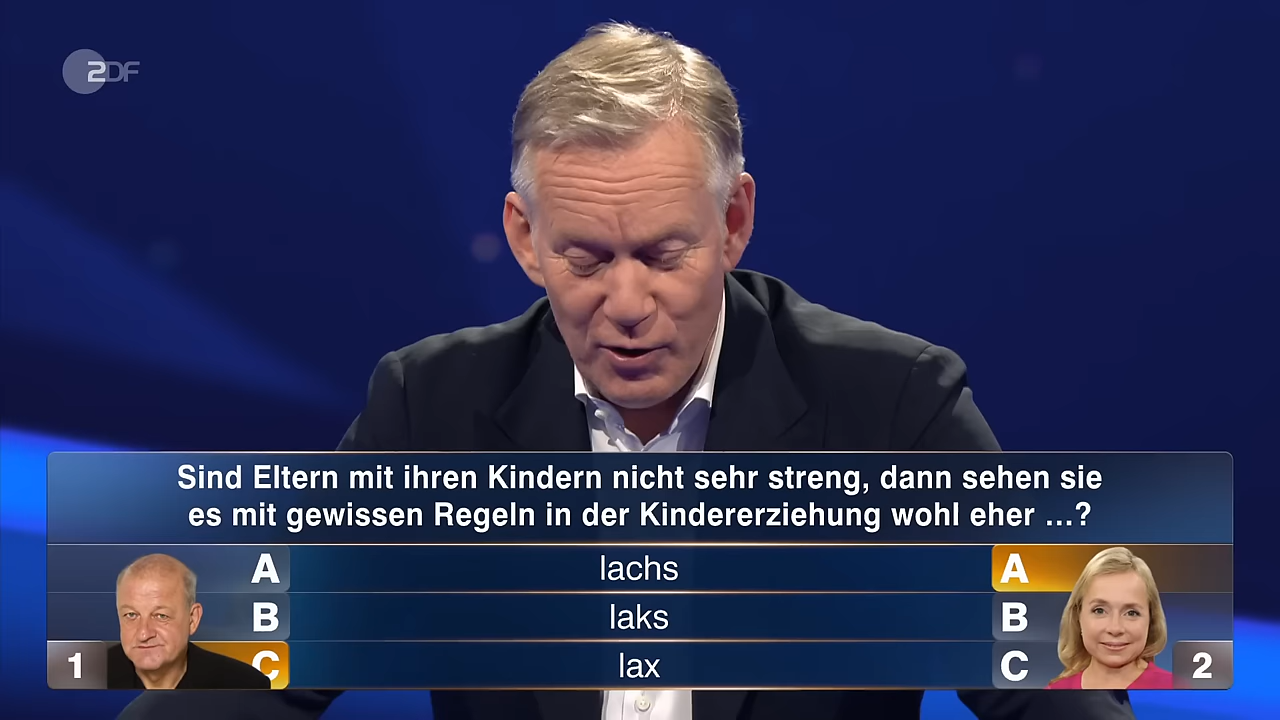 ZDF
Sind Eltern mit ihren Kindern nicht sehr streng, dann sehen sie
es mit gewissen Regeln in der Kindererziehung wohl eher ...?
A lachs A
B laks B
1 C lax C 2